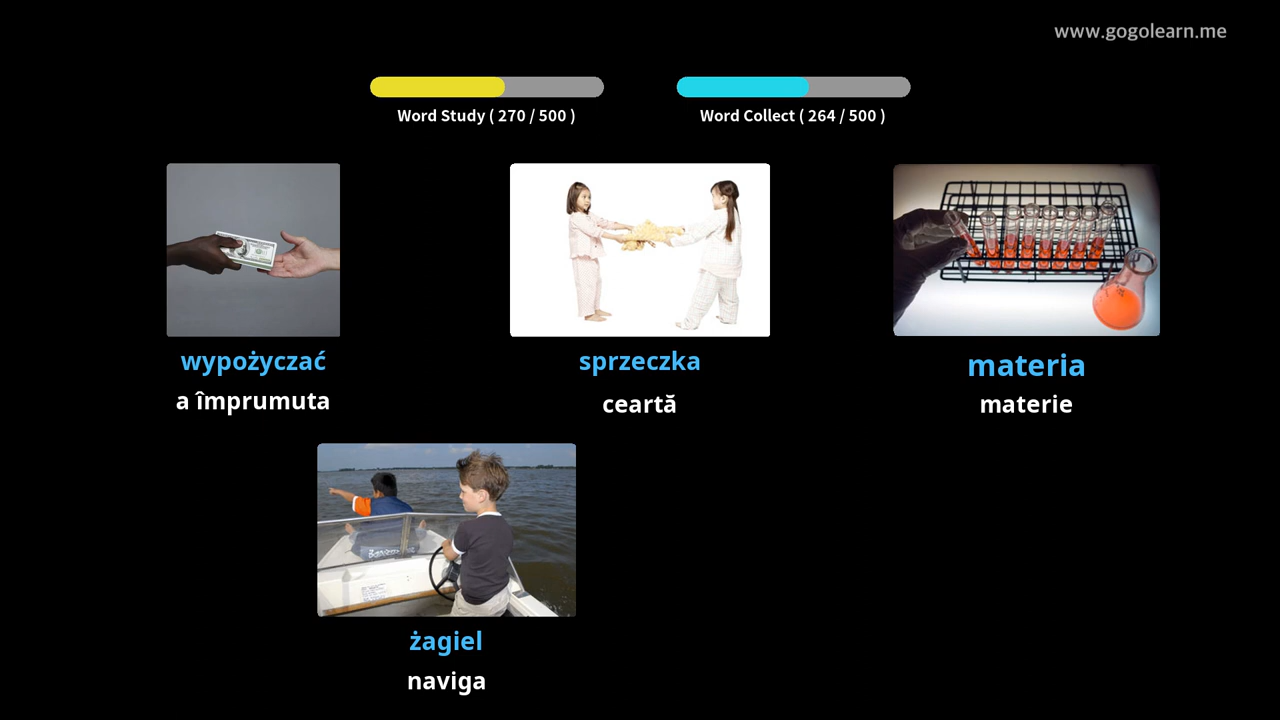 www.gogolearn.me
Word Study ( 270 / 500 )
Word Collect ( 264 / 500 )
wypożyczać
a împrumuta
sprzeczka
ceartă
materia
materie
żagiel
naviga